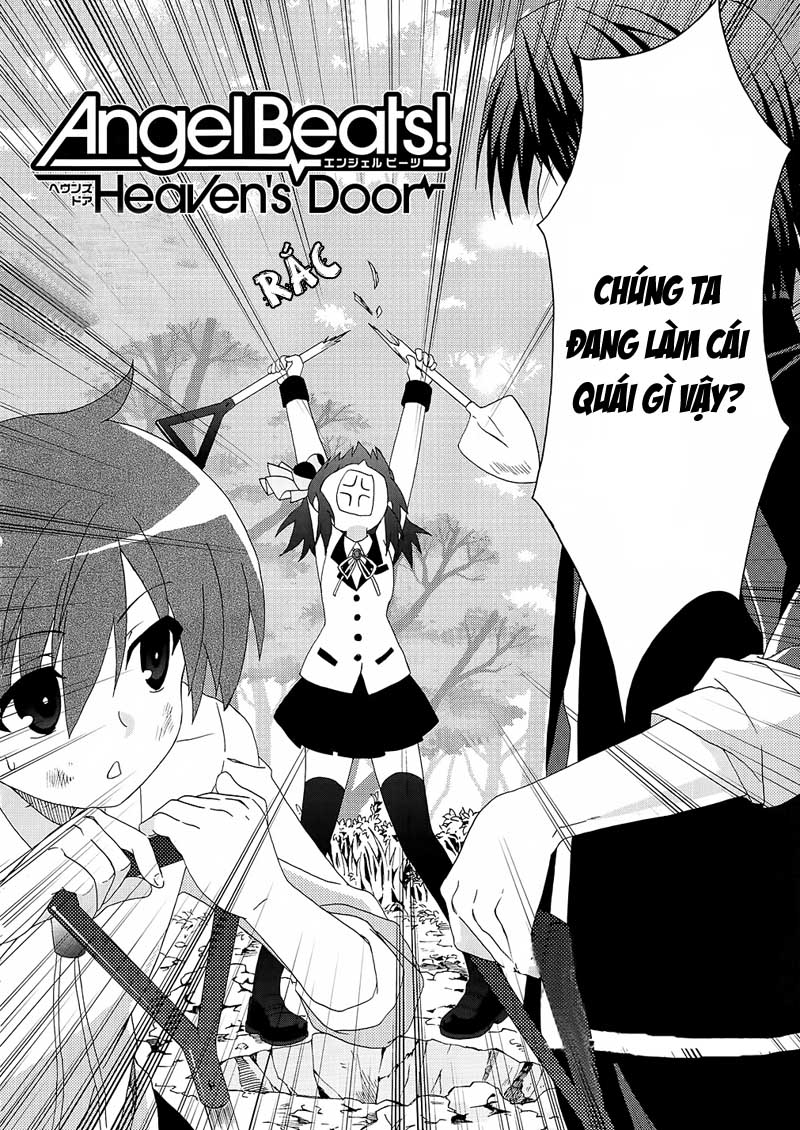 Angel Beats!
エンジェル ビーツ
ヘヴンズ
ドア
Heaven's Door
RẮC
CHÚNG TA
ĐANG LÀM CÁI
QUÁI GÌ VẬY?